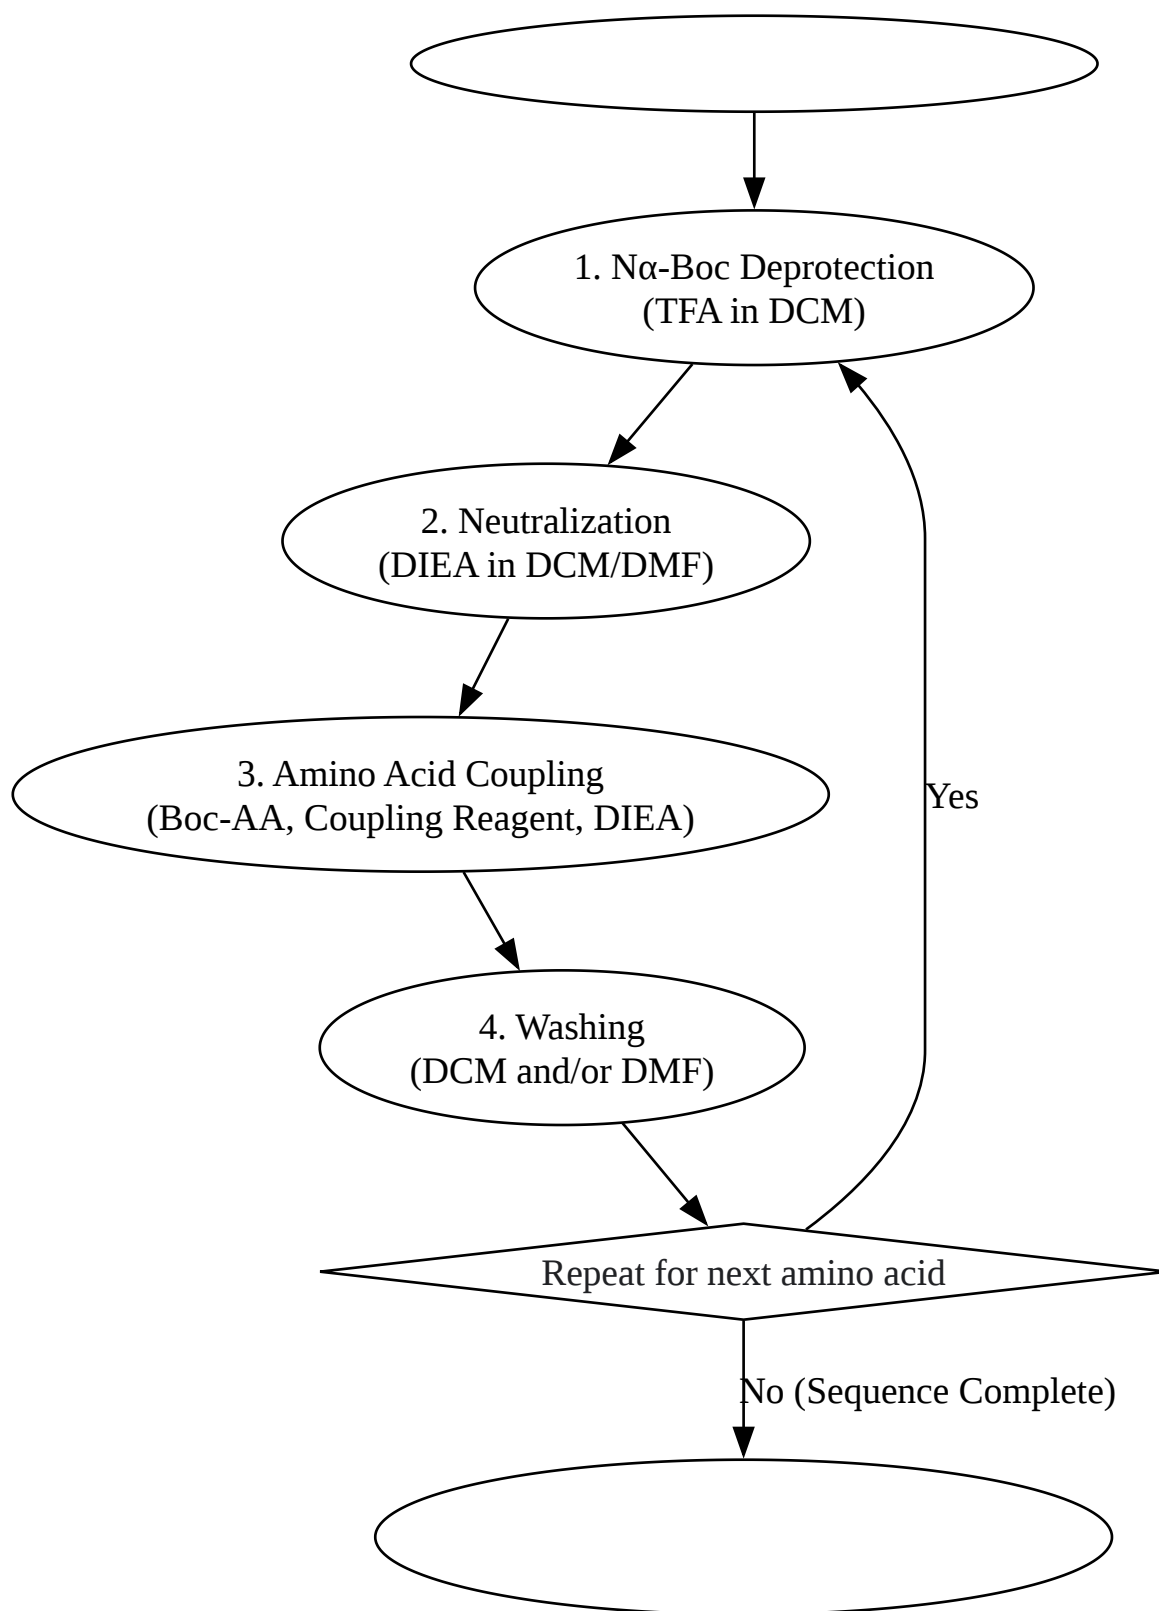 1. Nα-Boc Deprotection
(TFA in DCM)
2. Neutralization
(DIEA in DCM/DMF)
3. Amino Acid Coupling
(Boc-AA, Coupling Reagent, DIEA)
Yes
4. Washing
(DCM and/or DMF)
Repeat for next amino acid
No (Sequence Complete)